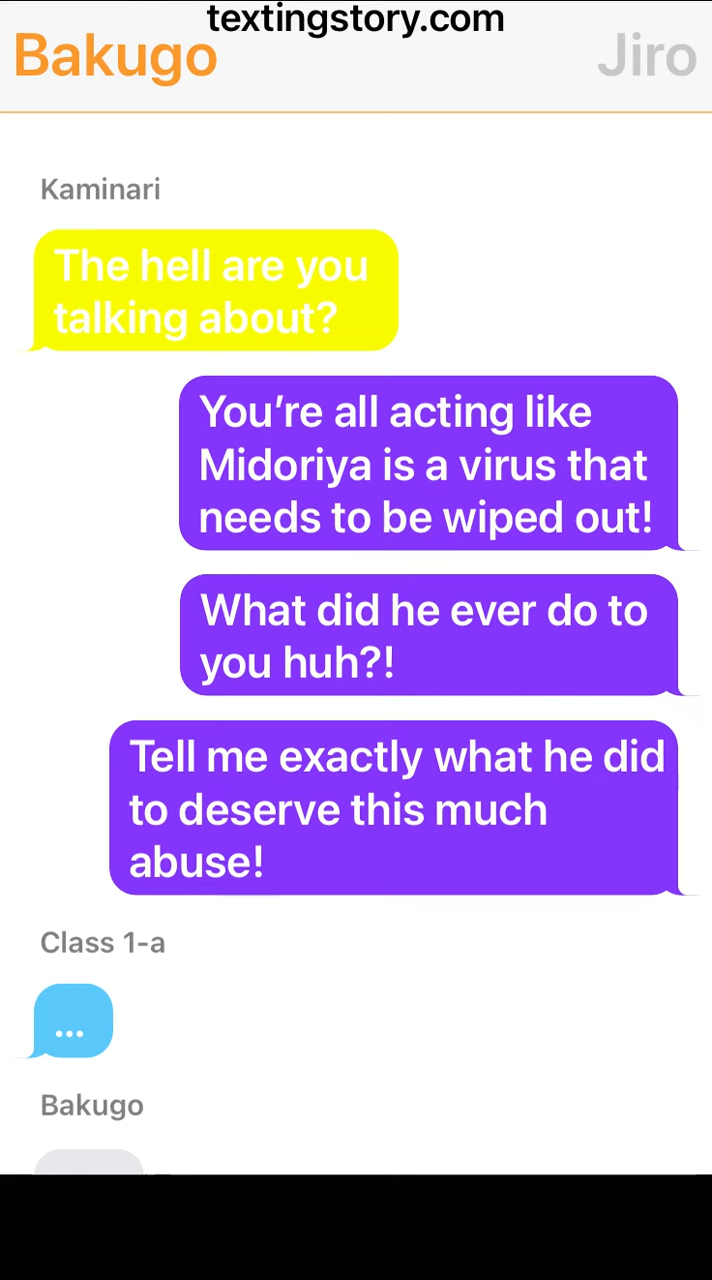 textingstory.com
Bakugo
Jiro
Kaminari
The hell are you
talking about?
You’re all acting like
Midoriya is a virus that
needs to be wiped out!
What did he ever do to
you huh?!
Tell me exactly what he did
to deserve this much
abuse!
Class 1-a
...
Bakugo